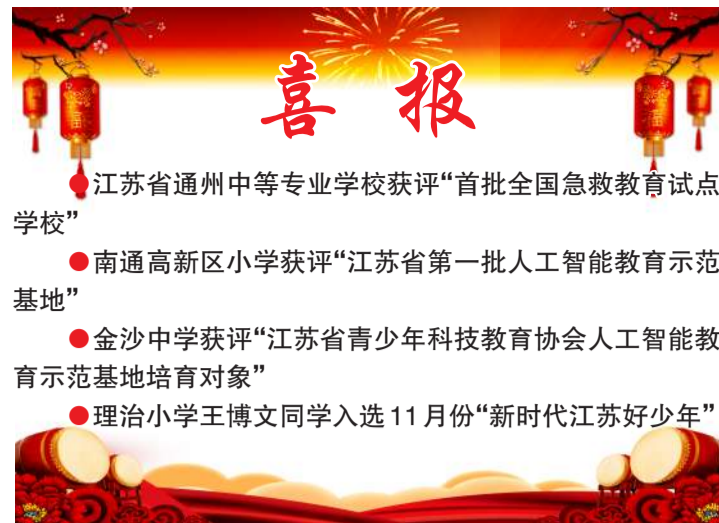 喜报
●江苏省通州中等专业学校获评“首批全国急救教育试点
学校”
●南通高新区小学获评“江苏省第一批人工智能教育示范
基地”
●金沙中学获评“江苏省青少年科技教育协会人工智能教
育示范基地培育对象”
●理治小学王博文同学入选11月份“新时代江苏好少年”
福
福